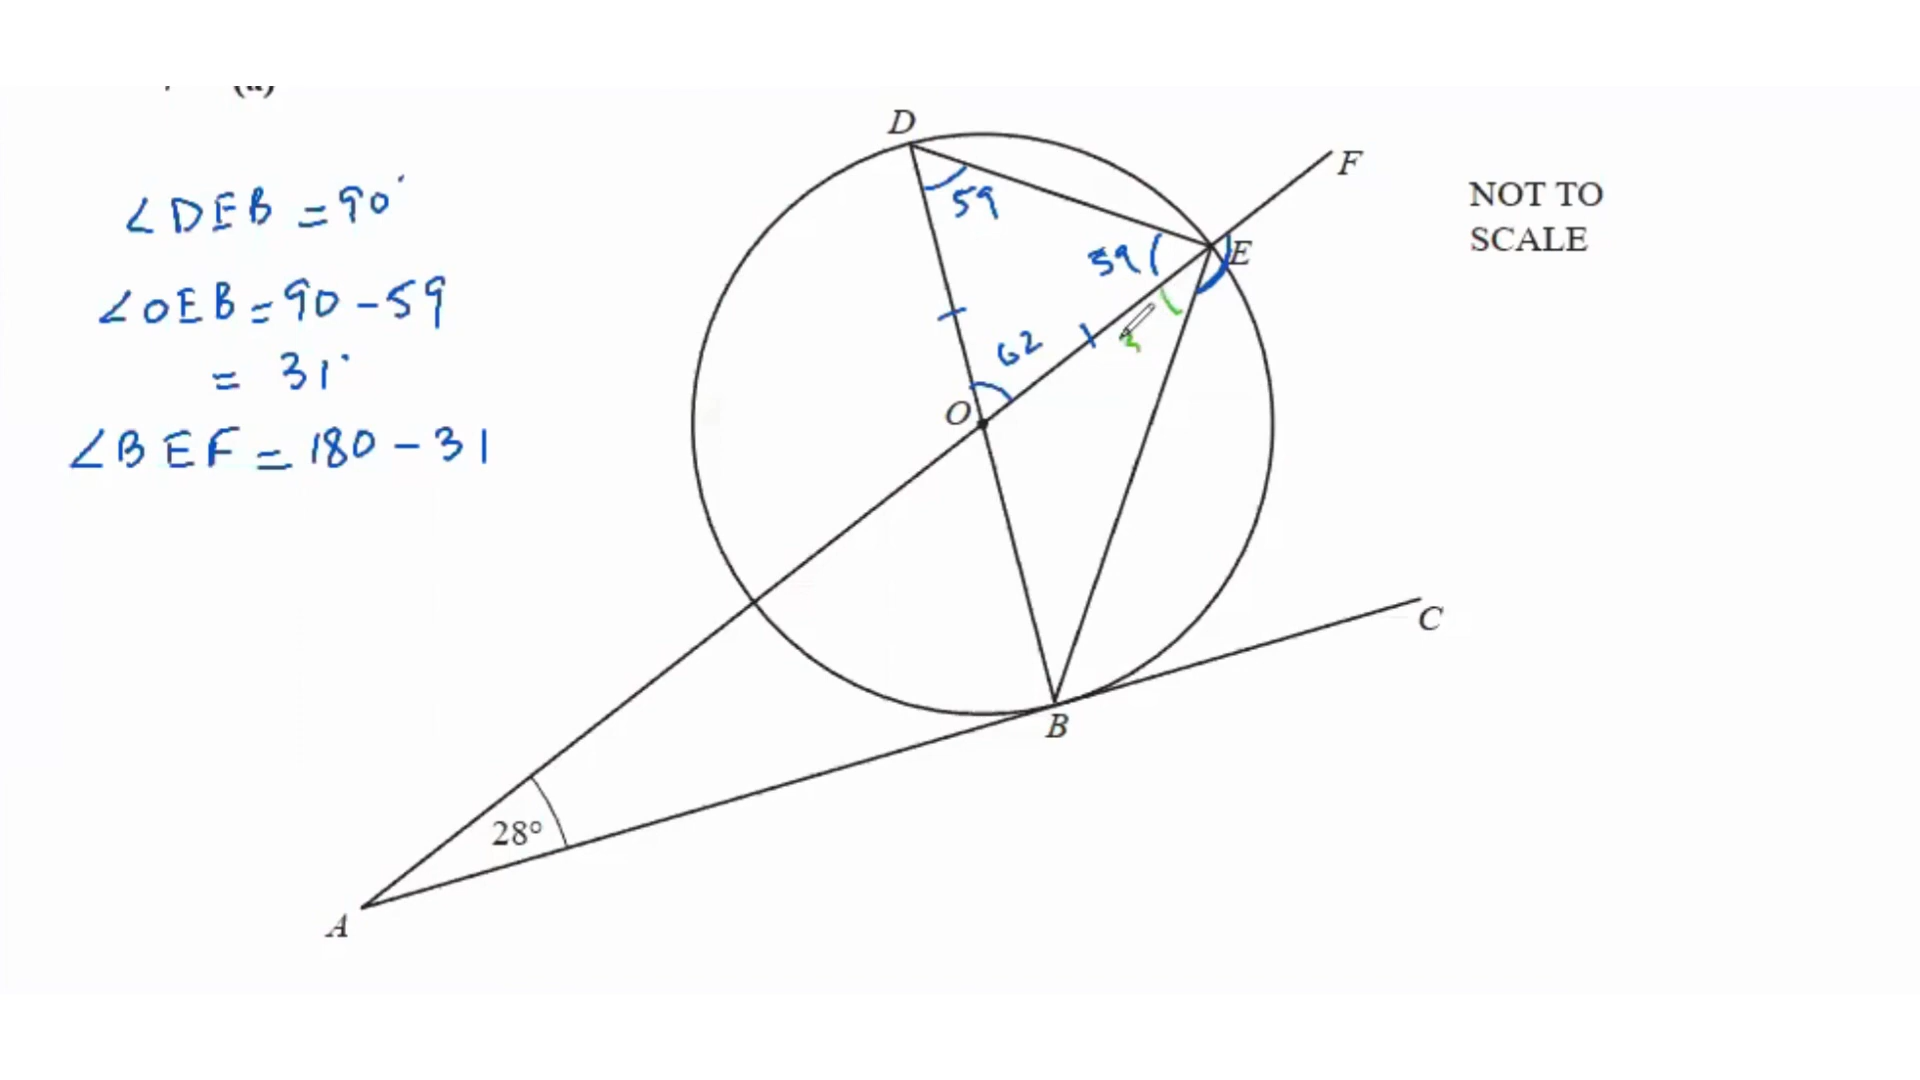 D
F
NOT TO
SCALE
∠DEB = 90°
59
E
59
∠OEB = 90 - 59
62
= 31°
O
∠BEF = 180 - 31
C
B
28°
A